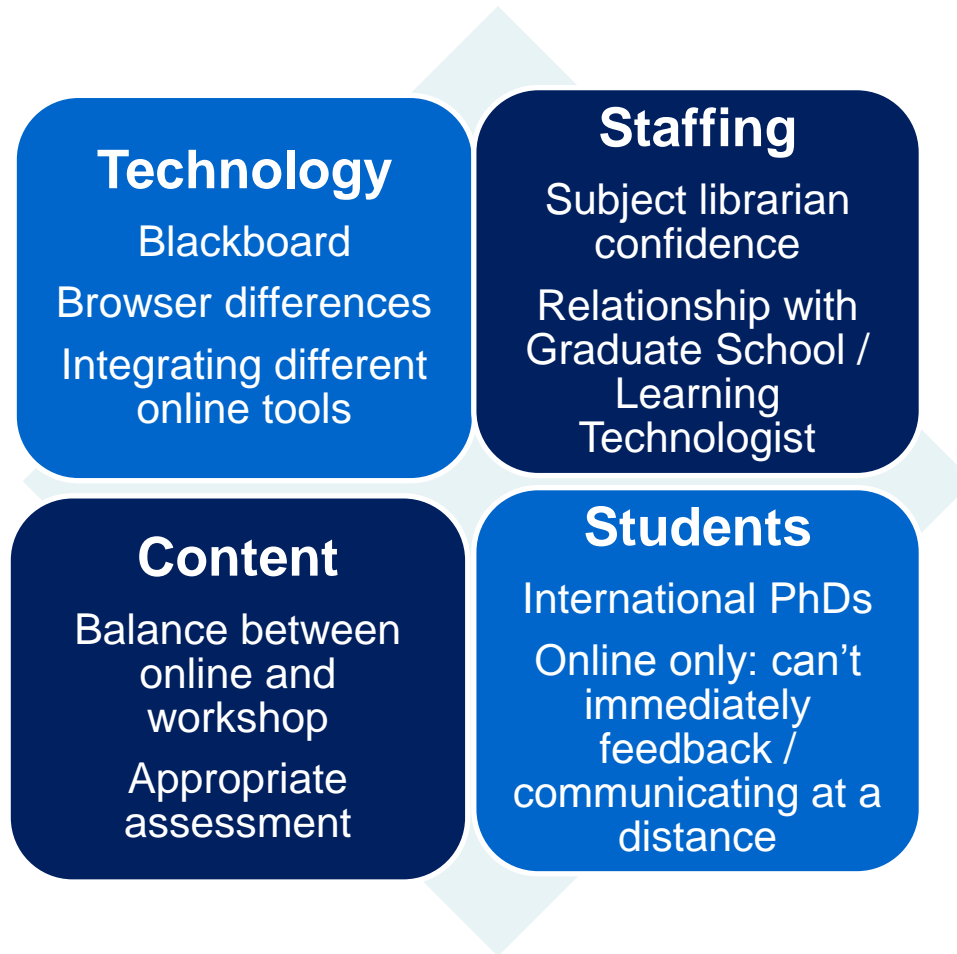 Technology
Blackboard
Browser differences
Integrating different
online tools
Staffing
Subject librarian
confidence
Relationship with
Graduate School /
Learning
Technologist
Content
Balance between
online and
workshop
Appropriate
assessment
Students
International PhDs
Online only: can’t
immediately
feedback /
communicating at a
distance